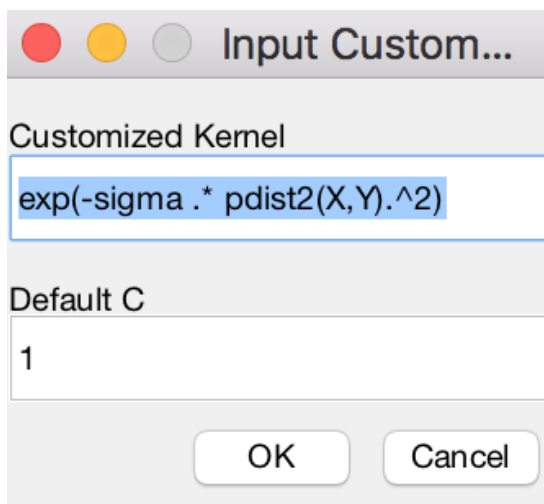 Input Custom...
Customized Kernel
exp(-sigma .* pdist2(X,Y).^2)
Default C
1
OK Cancel